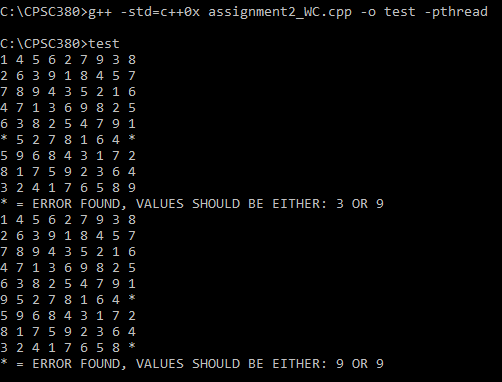 C:\CPSC380>g++ -std=c++0x assignment2_WC.cpp -o test -pthread
C:\CPSC380>test
1 4 5 6 2 7 9 3 8
2 6 3 9 1 8 4 5 7
7 8 9 4 3 5 2 1 6
4 7 1 3 6 9 8 2 5
6 3 8 2 5 4 7 9 1
* 5 2 7 8 1 6 4 *
5 9 6 8 4 3 1 7 2
8 1 7 5 9 2 3 6 4
3 2 4 1 7 6 5 8 9
* = ERROR FOUND, VALUES SHOULD BE EITHER: 3 OR 9
1 4 5 6 2 7 9 3 8
2 6 3 9 1 8 4 5 7
7 8 9 4 3 5 2 1 6
4 7 1 3 6 9 8 2 5
6 3 8 2 5 4 7 9 1
9 5 2 7 8 1 6 4 *
5 9 6 8 4 3 1 7 2
8 1 7 5 9 2 3 6 4
3 2 4 1 7 6 5 8 *
* = ERROR FOUND, VALUES SHOULD BE EITHER: 9 OR 9